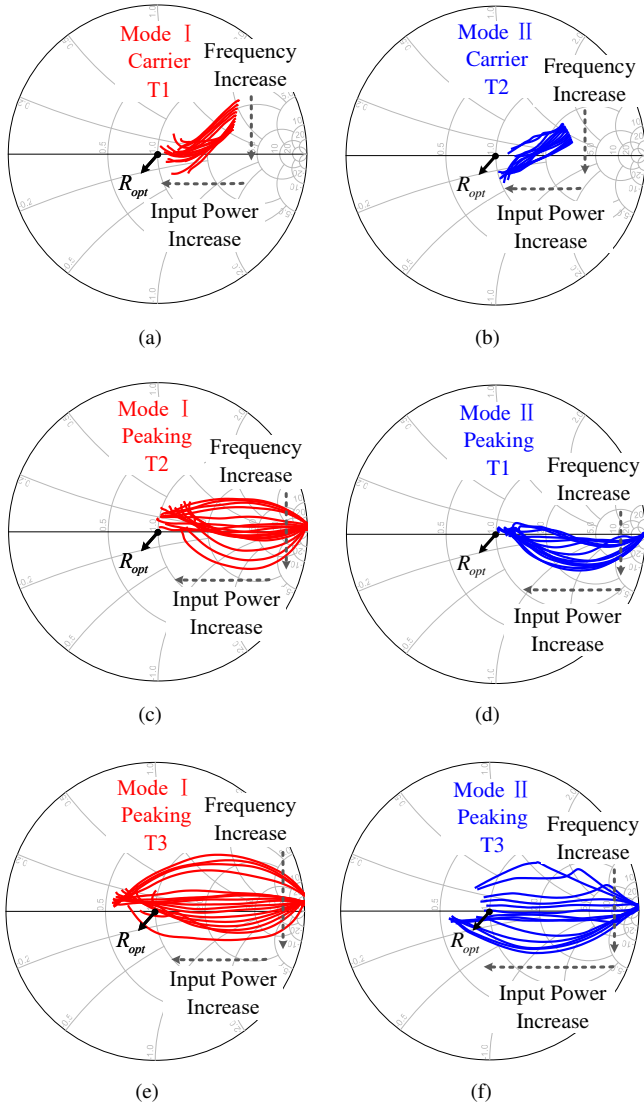 Mode Ⅰ
Carrier
T1
Frequency
Increase
R_opt
Input Power
Increase
(a)
Mode Ⅱ
Carrier
T2
Frequency
Increase
R_opt
Input Power
Increase
(b)
Mode Ⅰ
Peaking
T2
Frequency
Increase
R_opt
Input Power
Increase
(c)
Mode Ⅱ
Peaking
T1
Frequency
Increase
R_opt
Input Power
Increase
(d)
Mode Ⅰ
Peaking
T3
Frequency
Increase
R_opt
Input Power
Increase
(e)
Mode Ⅱ
Peaking
T3
Frequency
Increase
R_opt
Input Power
Increase
(f)